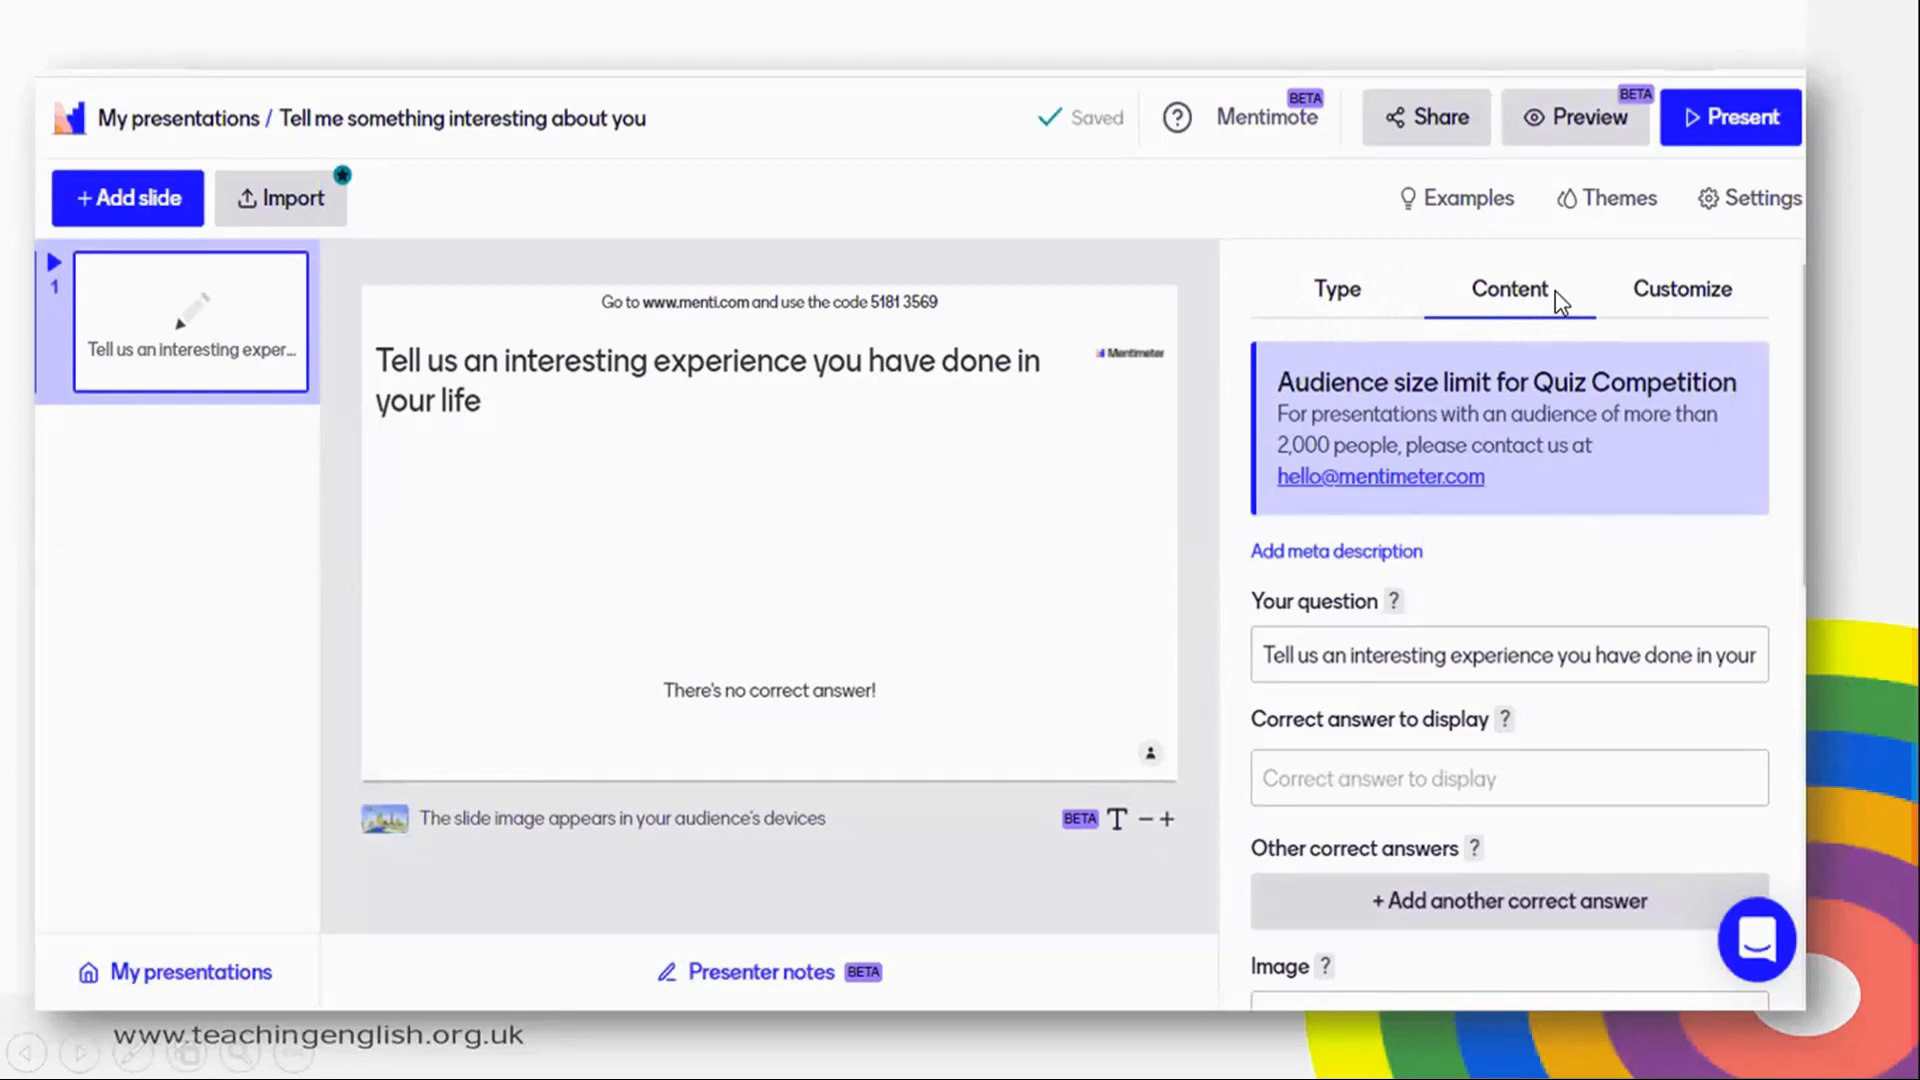 My presentations / Tell me something interesting about you
Saved
?
Mentimote
BETA
Share
Preview
BETA
Present
+ Add slide
Import
Examples
Themes
Settings
1
Tell us an interesting exper...
Go to www.menti.com and use the code 5181 3569
Tell us an interesting experience you have done in
your life
Mentimeter
There's no correct answer!
The slide image appears in your audience's devices
BETA T − +
Type
Content
Customize
Audience size limit for Quiz Competition
For presentations with an audience of more than
2,000 people, please contact us at
hello@mentimeter.com
Add meta description
Your question ?
Tell us an interesting experience you have done in your
Correct answer to display ?
Correct answer to display
Other correct answers ?
+ Add another correct answer
Image ?
My presentations
Presenter notes BETA
www.teachingenglish.org.uk